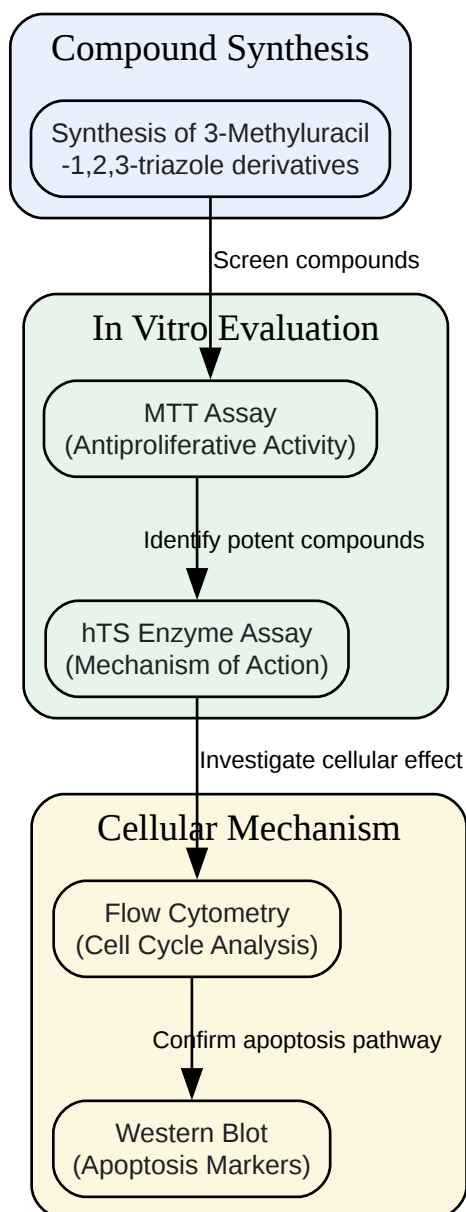 Compound Synthesis
Synthesis of 3-Methyluracil
-1,2,3-triazole derivatives
Screen compounds
In Vitro Evaluation
MTT Assay
(Antiproliferative Activity)
Identify potent compounds
hTS Enzyme Assay
(Mechanism of Action)
Investigate cellular effect
Cellular Mechanism
Flow Cytometry
(Cell Cycle Analysis)
Confirm apoptosis pathway
Western Blot
(Apoptosis Markers)